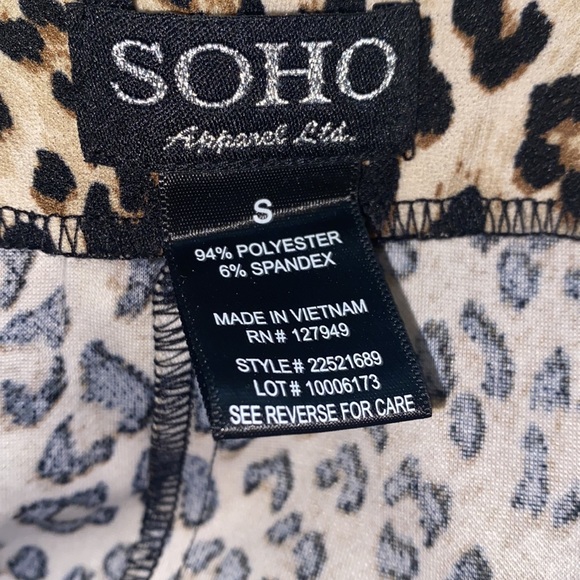 SOHO
Apparel Ltd.
S
94% POLYESTER
6% SPANDEX
MADE IN VIETNAM
RN# 127949
STYLE# 22521689
LOT# 10006173
SEE REVERSE FOR CARE